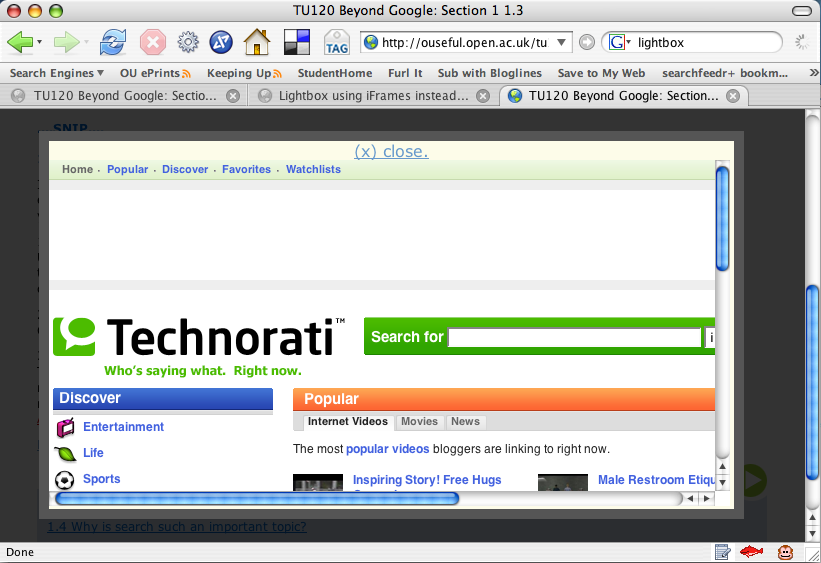 TU120 Beyond Google: Section 1 1.3
TAG
http://ouseful.open.ac.uk/tu
G
lightbox
Search Engines OU ePrints Keeping Up StudentHome Furl It Sub with Bloglines Save to My Web searchfeedr+ bookm... »
TU120 Beyond Google: Sectio... Lightbox using iFrames instead... TU120 Beyond Google: Section...
SNIP
(x) close.
Home · Popular · Discover · Favorites · Watchlists
Technorati™
Search for
Who's saying what. Right now.
Discover
Popular
Internet Videos Movies News
Entertainment
The most popular videos bloggers are linking to right now.
Life
Sports
Inspiring Story! Free Hugs
Male Restroom Etiqu
1.4 Why is search such an important topic?
Done